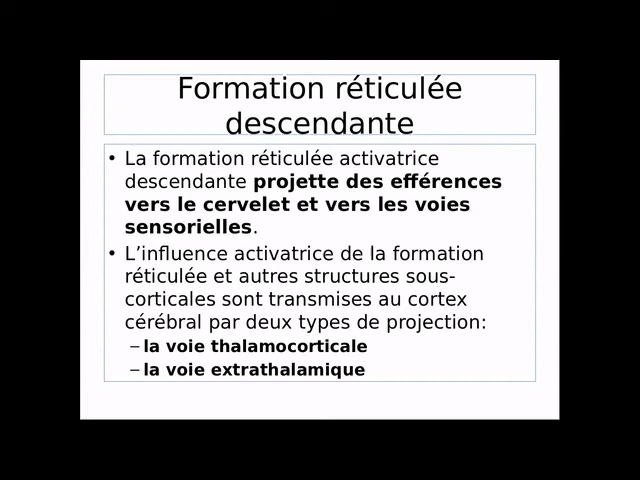 Formation réticulée
descendante
• La formation réticulée activatrice
descendante projette des efférences
vers le cervelet et vers les voies
sensorielles.
• L’influence activatrice de la formation
réticulée et autres structures sous-
corticales sont transmises au cortex
cérébral par deux types de projection:
– la voie thalamocorticale
– la voie extrathalamique